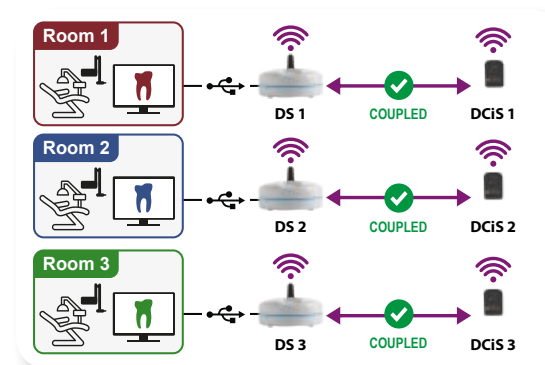 Room 1
DS 1
COUPLED
DCiS 1
Room 2
DS 2
COUPLED
DCiS 2
Room 3
DS 3
COUPLED
DCiS 3